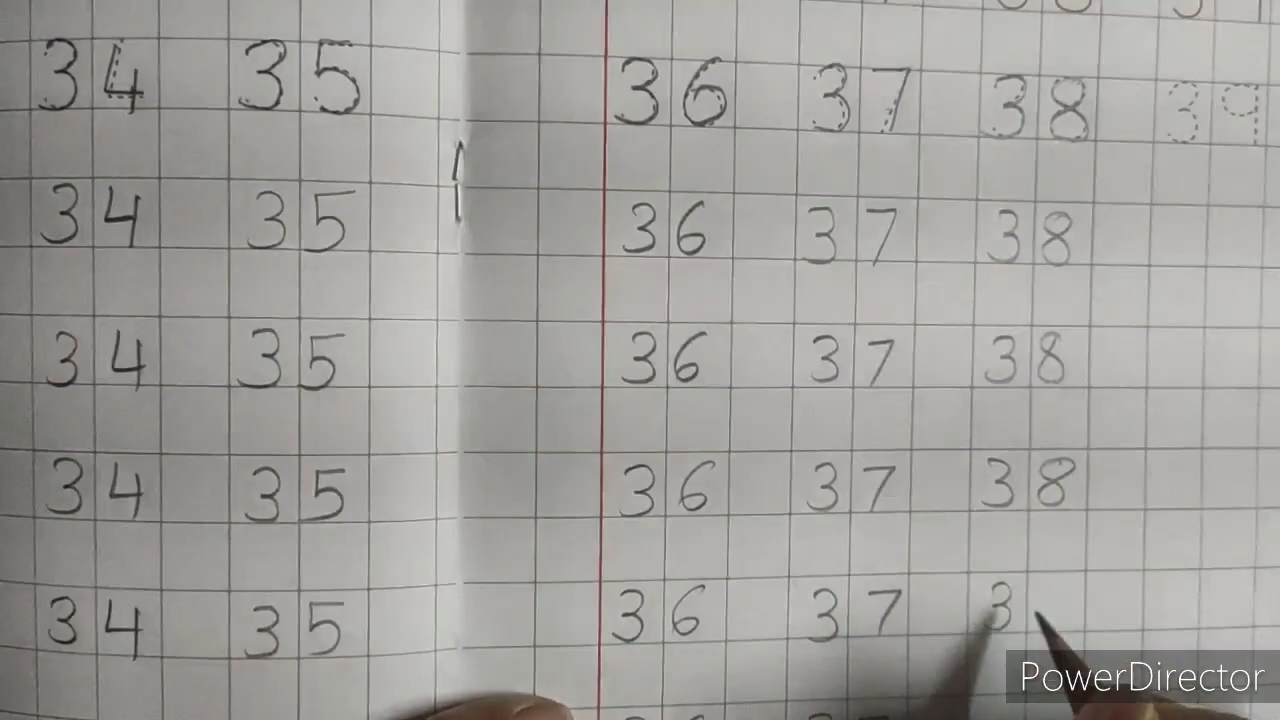 34 35 36 37 38 39
34 35 36 37 38
34 35 36 37 38
34 35 36 37 38
34 35 36 37 3
PowerDirector